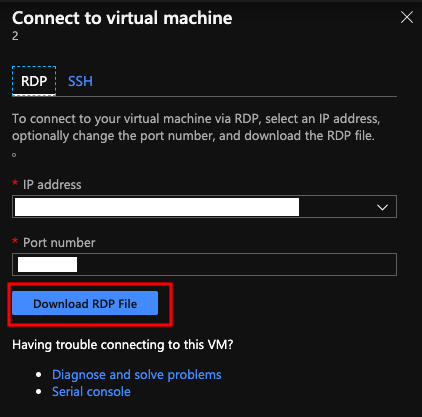 Connect to virtual machine
2
RDP SSH
To connect to your virtual machine via RDP, select an IP address,
optionally change the port number, and download the RDP file.
* IP address
* Port number
Download RDP File
Having trouble connecting to this VM?
• Diagnose and solve problems
• Serial console